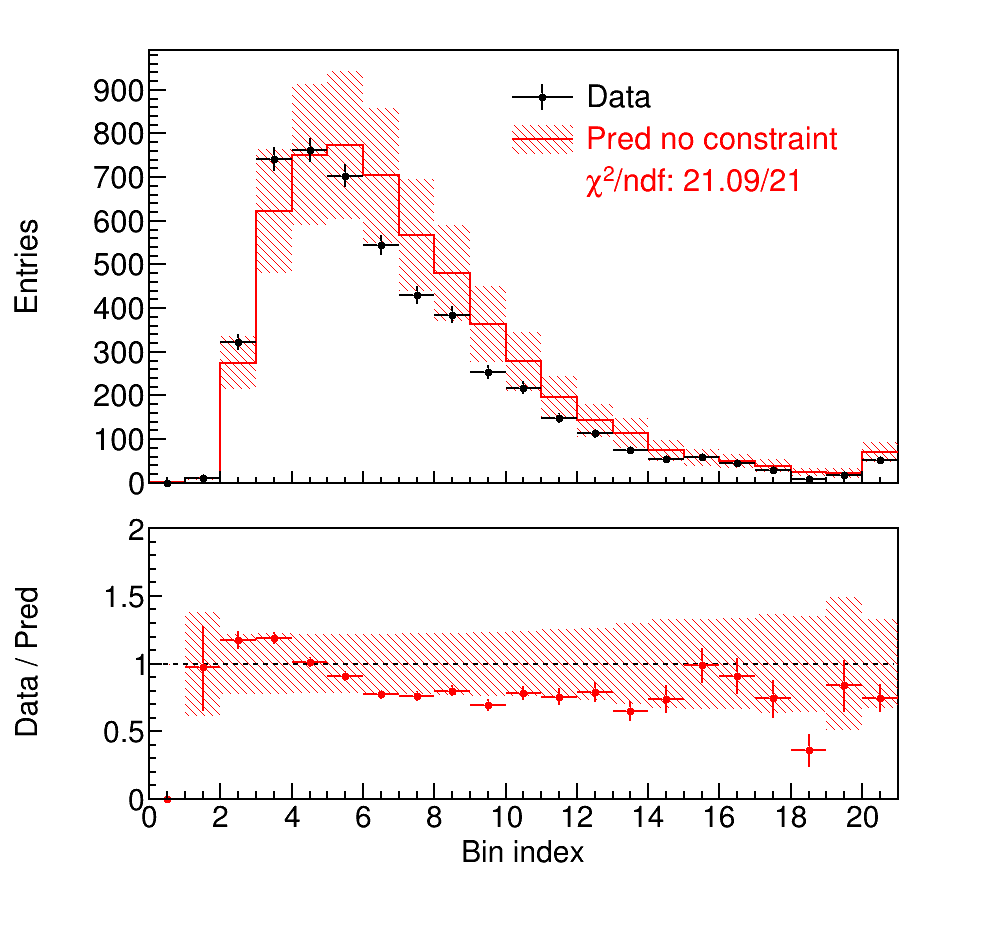 Entries
900
800
700
600
500
400
300
200
100
0
Data
Pred no constraint
χ²/ndf: 21.09/21
Data / Pred
2
1.5
1
0.5
0
0 2 4 6 8 10 12 14 16 18 20
Bin index